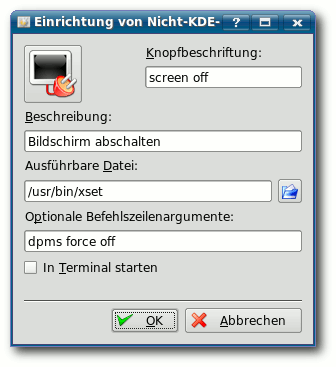 Einrichtung von Nicht-KDE-
Knopfbeschriftung:
screen off
Beschreibung:
Bildschirm abschalten
Ausführbare Datei:
/usr/bin/xset
Optionale Befehlszeilenargumente:
dpms force off
In Terminal starten
OK Abbrechen